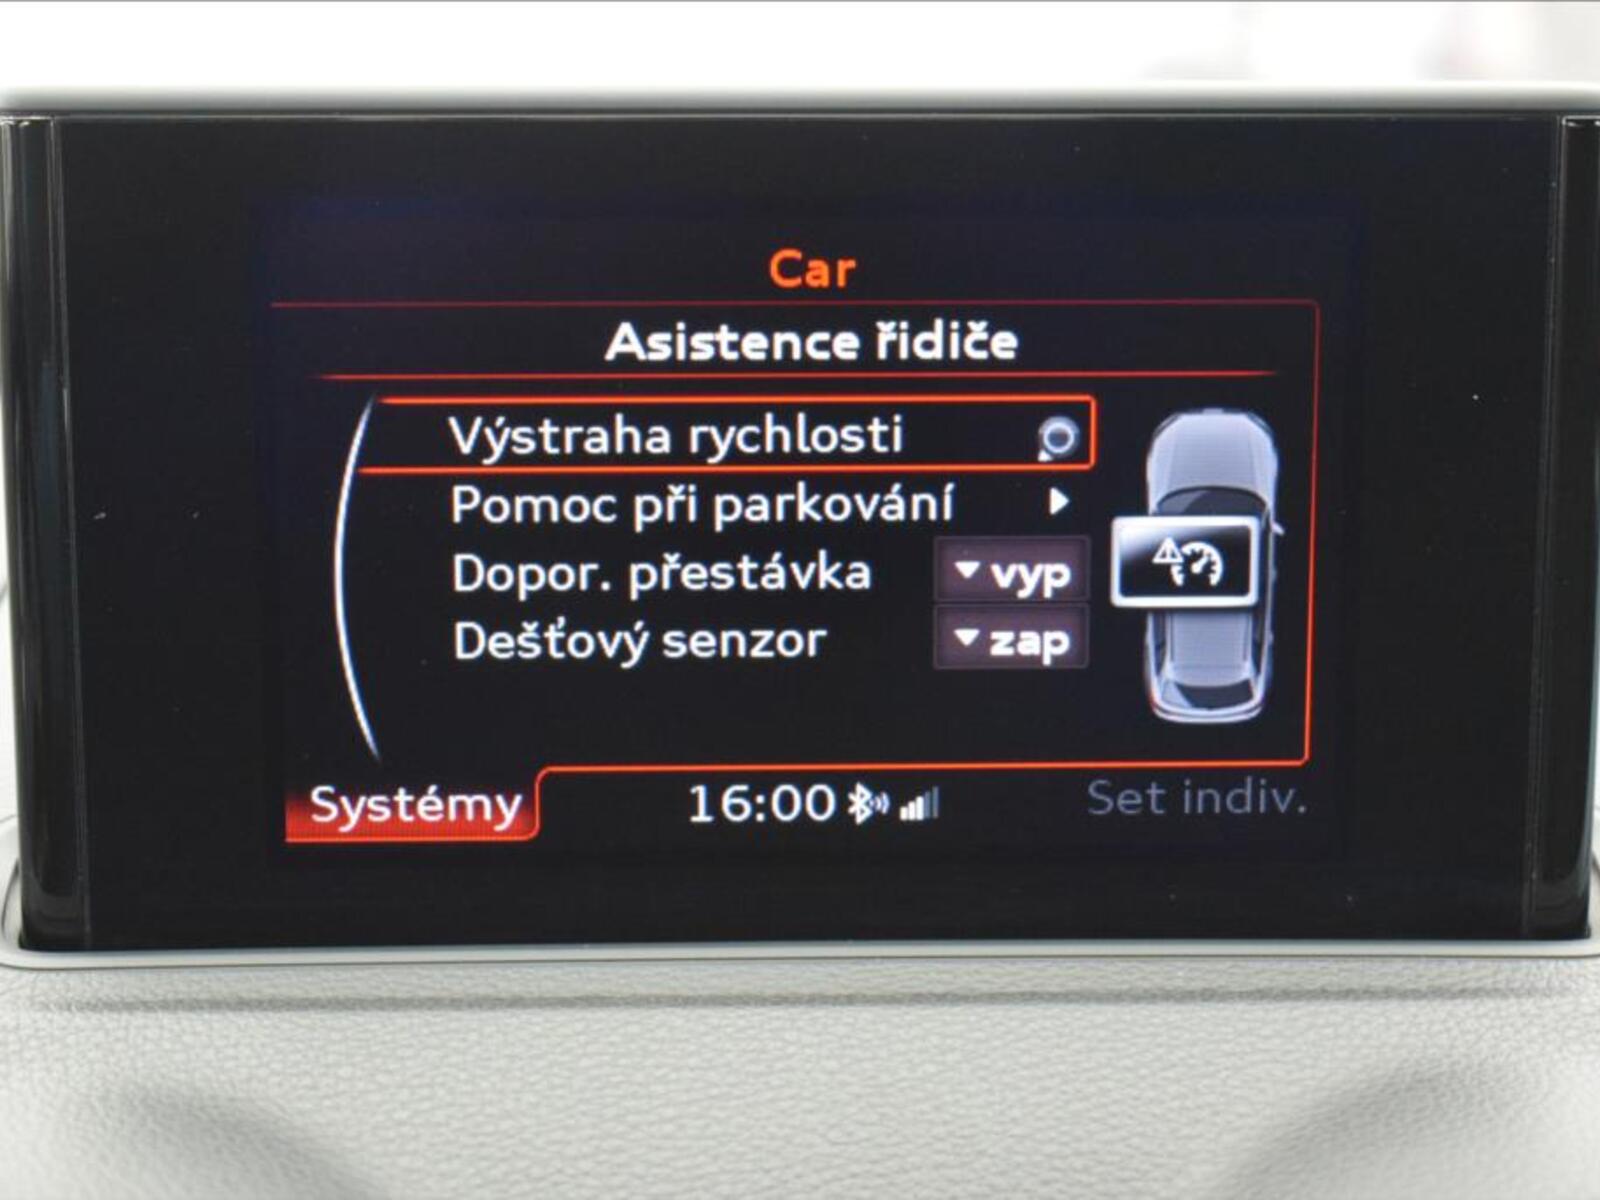 Car
Asistence řidiče
Výstraha rychlosti
Pomoc při parkování
Dopor. přestávka vyp
Dešťový senzor zap
Systémy 16:00 Set indiv.